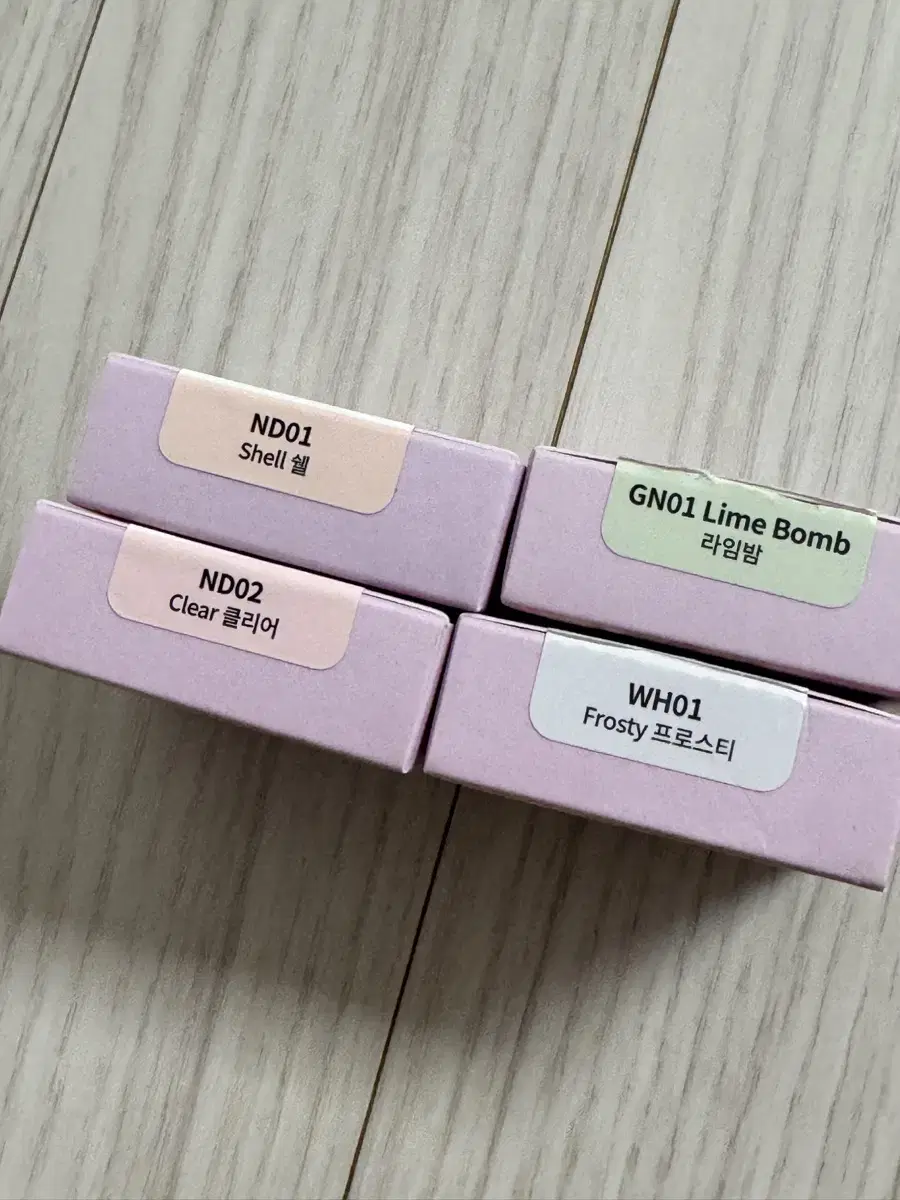 ND01
Shell 쉘
GN01 Lime Bomb
라임밤
ND02
Clear 클리어
WH01
Frosty 프로스티